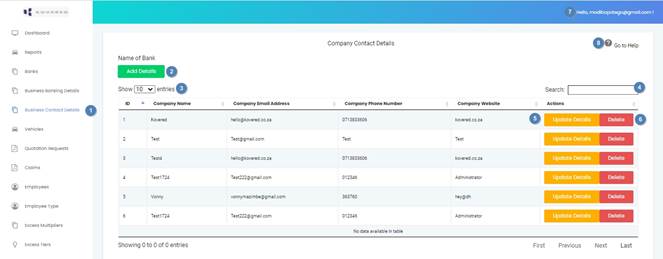 KOVERED
7 Hello, modibapotego@gmail.com !
Dashboard
Reports
Banks
Business Banking Details
Business Contact Details 1
Vehicles
Quotation Requests
Claims
Employees
Employee Type
Excess Multipliers
Excess Tiers
Company Contact Details
8 ? Go to Help
Name of Bank
Add Details 2
Show 10 entries 3
Search: 4
ID Company Name Company Email Address Company Phone Number Company Website Actions
1 Kovered hello@kovered.co.za 0713833606 kovered.co.za 5 Update Details Delete 6
2 Test Test@gmail.com Test Test Update Details Delete
3 Test4 hello@kovered.co.za 0713833606 kovered.co.za Update Details Delete
4 Test1724 Test222@gmail.com 312346 Administrator Update Details Delete
5 Vonny vonnymazimbe@gmail.com 363760 hey@dh Update Details Delete
6 Test1724 Test222@gmail.com 312346 Administrator Update Details Delete
No data available in table
Showing 0 to 0 of 0 entries
First Previous Next Last